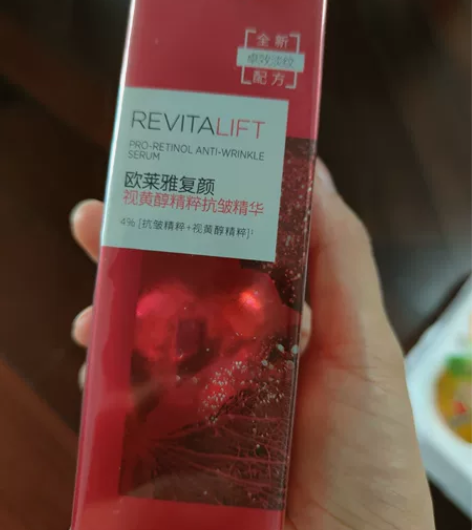 全新
卓效淡纹
配方
REVITALIFT
PRO-RETINOL ANTI-WRINKLE
SERUM
欧莱雅复颜
视黄醇精粹抗皱精华
4% [抗皱精粹+视黄醇精粹]¹